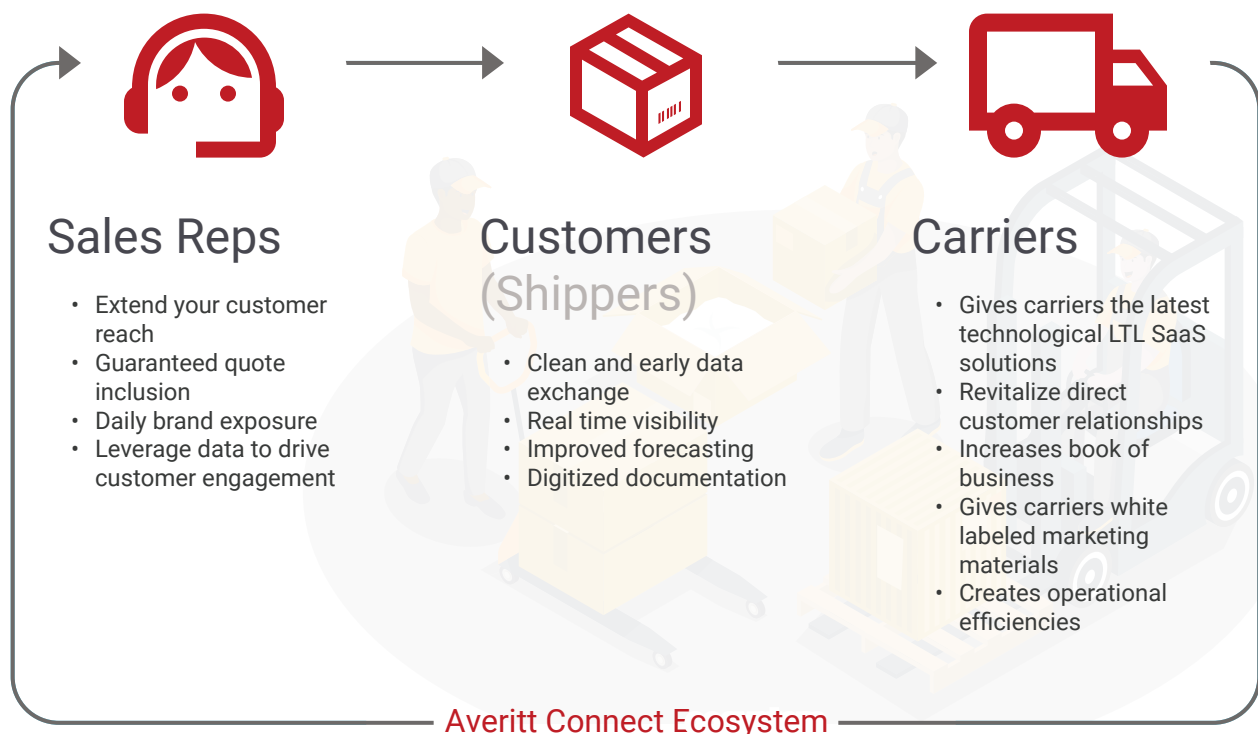 Sales Reps
• Extend your customer
reach
• Guaranteed quote
inclusion
• Daily brand exposure
• Leverage data to drive
customer engagement
Customers
(Shippers)
• Clean and early data
exchange
• Real time visibility
• Improved forecasting
• Digitized documentation
Carriers
• Gives carriers the latest
technological LTL SaaS
solutions
• Revitalize direct
customer relationships
• Increases book of
business
• Gives carriers white
labeled marketing
materials
• Creates operational
efficiencies
Averitt Connect Ecosystem